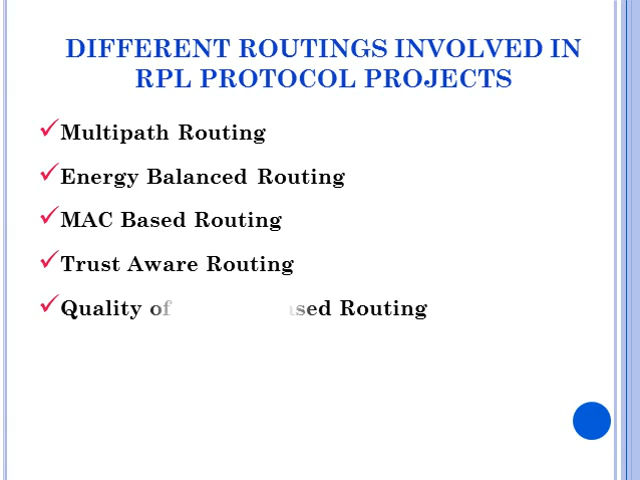 DIFFERENT ROUTINGS INVOLVED IN
RPL PROTOCOL PROJECTS
Multipath Routing
Energy Balanced Routing
MAC Based Routing
Trust Aware Routing
Quality of Routing